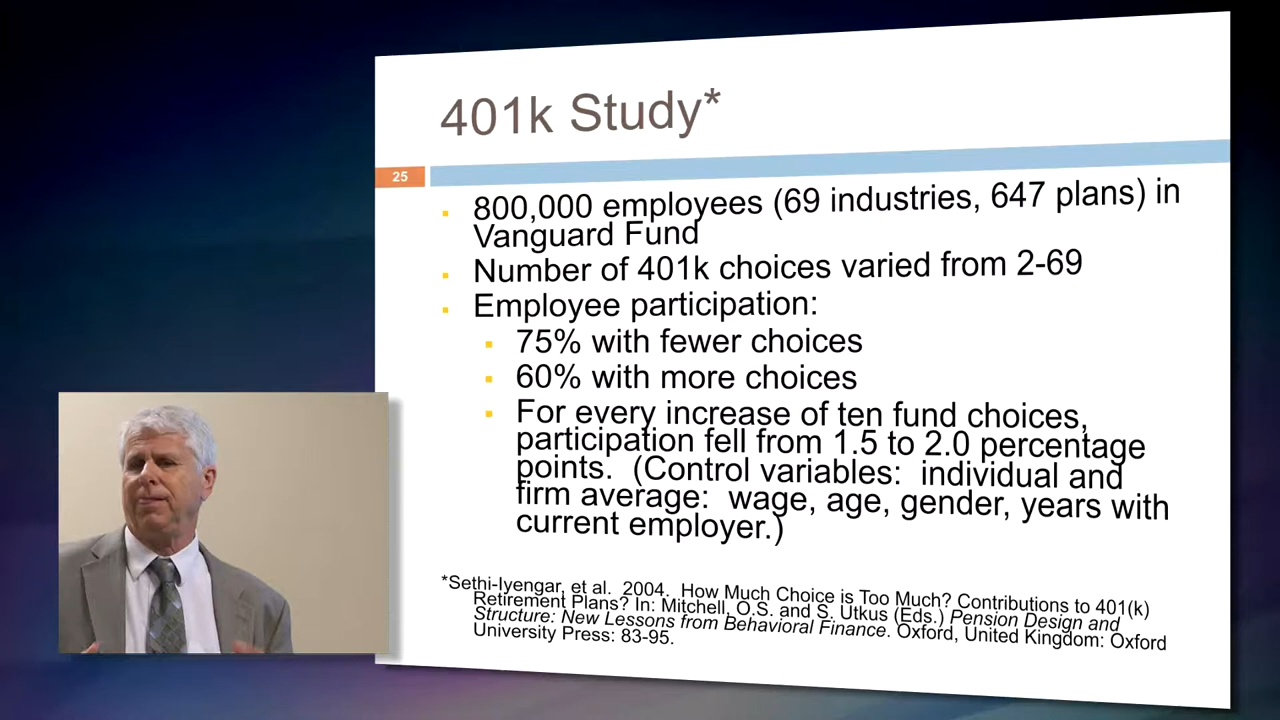 401k Study*
25
800,000 employees (69 industries, 647 plans) in
Vanguard Fund
Number of 401k choices varied from 2-69
Employee participation:
75% with fewer choices
60% with more choices
For every increase of ten fund choices,
participation fell from 1.5 to 2.0 percentage
points.  (Control variables:  individual and
firm average:  wage, age, gender, years with
current employer.)
*Sethi-Iyengar, et al.  2004.  How Much Choice is Too Much? Contributions to 401(k)
Retirement Plans? In: Mitchell, O.S. and S. Utkus (Eds.) Pension Design and
Structure: New Lessons from Behavioral Finance. Oxford, United Kingdom: Oxford
University Press: 83-95.